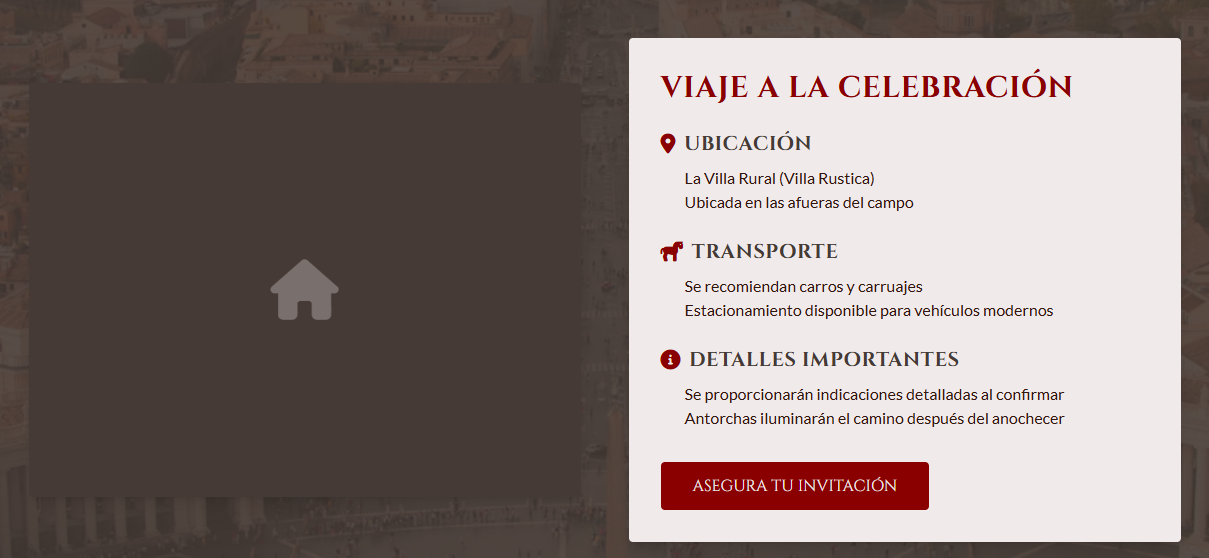 VIAJE A LA CELEBRACIÓN
UBICACIÓN
La Villa Rural (Villa Rustica)
Ubicada en las afueras del campo
TRANSPORTE
Se recomiendan carros y carruajes
Estacionamiento disponible para vehículos modernos
DETALLES IMPORTANTES
Se proporcionarán indicaciones detalladas al confirmar
Antorchas iluminarán el camino después del anochecer
ASEGURA TU INVITACIÓN